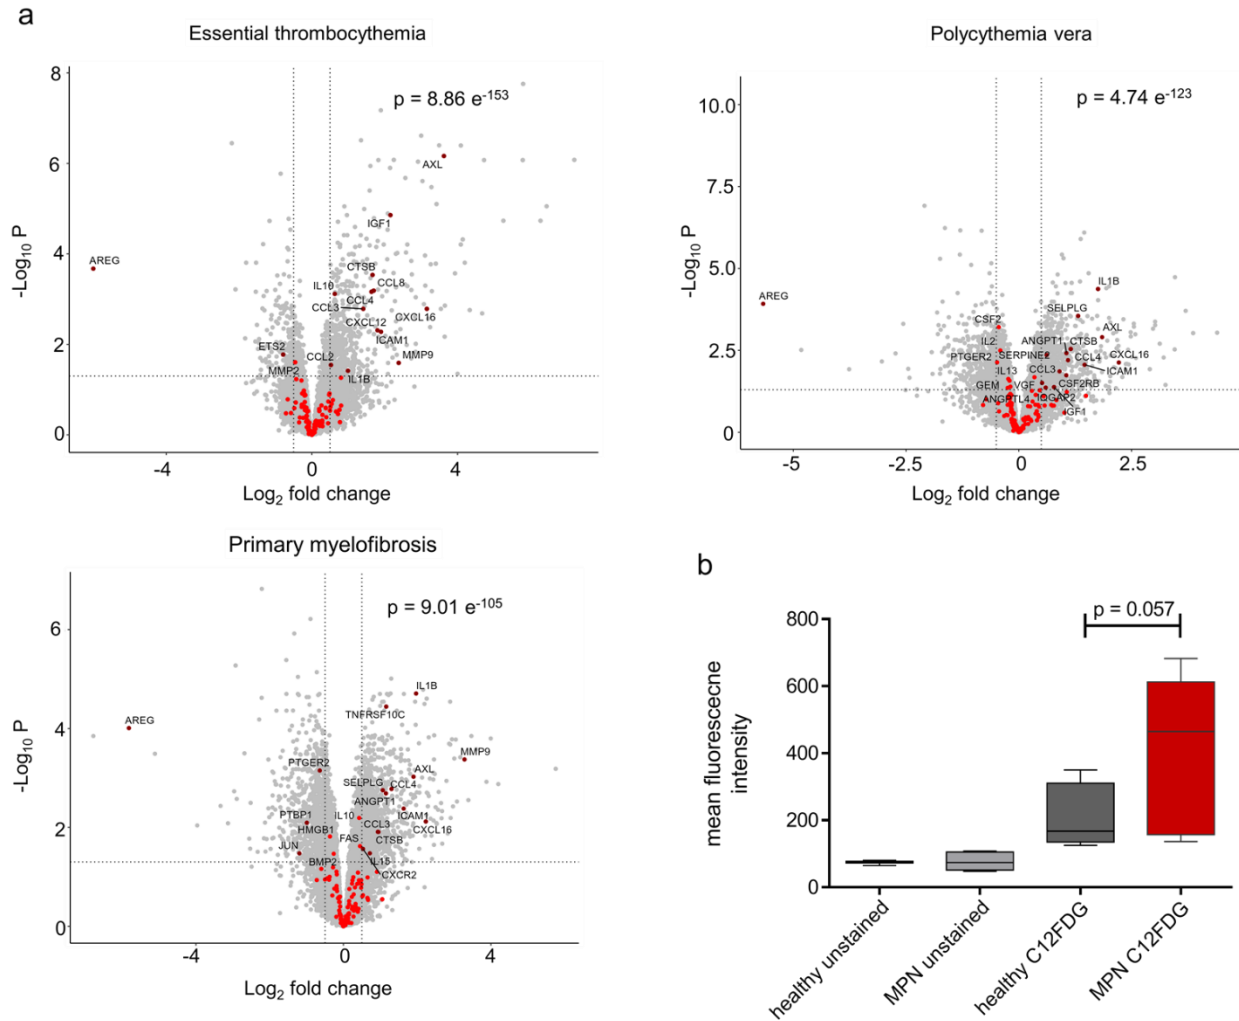 a
Essential thrombocythemia
8
6
4
2
0
-4
0
4
-Log10 P
Log2 fold change
p = 8.86 e-153
AXL
IGF1
AREG
CTSB
CCL8
IL10
CCL4
CCL3
CXCL16
CXCL12
ICAM1
ETS2
CCL2
MMP9
MMP2
IL1B
Polycythemia vera
10.0
7.5
5.0
2.5
0
-5
-2.5
0
2.5
-Log10 P
Log2 fold change
p = 4.74 e-123
IL1B
AREG
SELPLG
CSF2
AXL
IL2
ANGPT1
CTSB
PTGER2
SERPINE2
CCL4
CXCL16
IL13
CCL3
ICAM1
GEM
VGF
CSF2RB
ANGPTL4
IQGAP2
IGF1
Primary myelofibrosis
6
4
2
0
-4
0
4
-Log10 P
Log2 fold change
p = 9.01 e-105
IL1B
TNFRSF10C
AREG
MMP9
PTGER2
AXL
SELPLG
CCL4
ANGPT1
PTBP1
IL10
ICAM1
HMGB1
CCL3
CXCL16
FAS
CTSB
JUN
BMP2
IL15
CXCR2
b
p = 0.057
800
600
400
200
0
mean fluorescecne
intensity
healthy unstained
MPN unstained
healthy C12FDG
MPN C12FDG